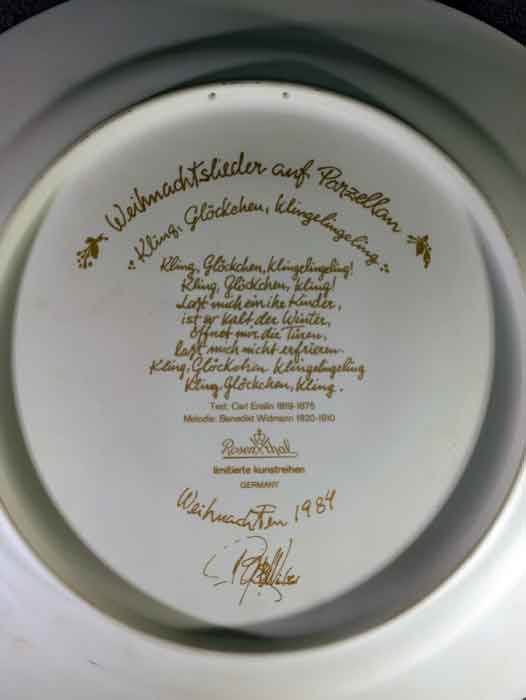 Weihnachtslieder auf Porzellan
Kling, Glöckchen, Klingelingeling
Kling, Glöckchen, Klingelingeling!
Kling, Glöckchen, kling!
Laßt mich ein ihr Kinder,
ist so kalt der Winter,
öffnet mir die Türen,
laßt mich nicht erfrieren.
Kling, Glöckchen Klingelingeling
Kling, Glöckchen, Kling.
Text: Carl Enslin 1819-1875
Melodie: Benedikt Widmann 1820-1910
Rosenthal
limitierte kunstreihen
GERMANY
Weihnachten 1984